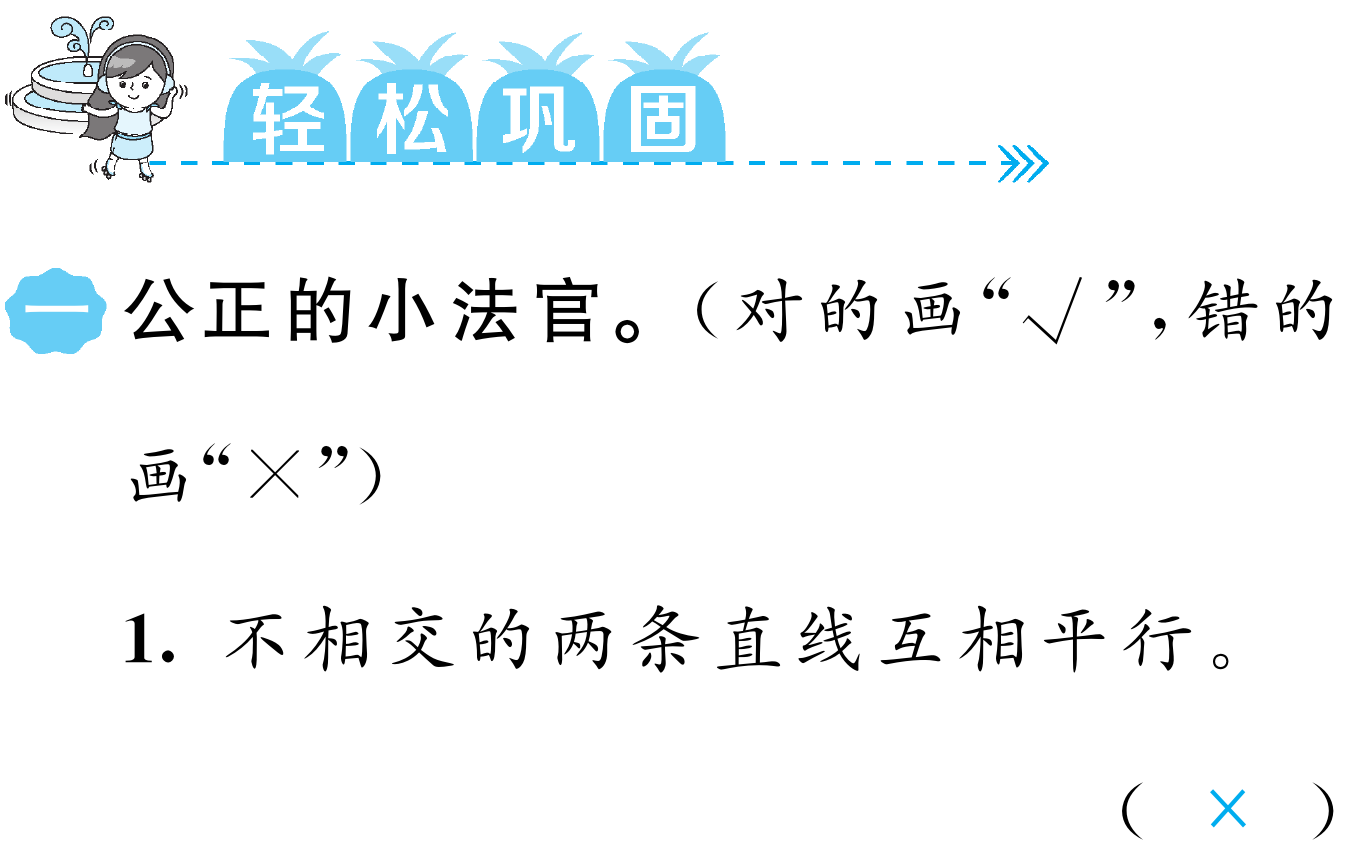 轻松巩固
一 公正的小法官。(对的画“√”,错的
画“×”)
1. 不相交的两条直线互相平行。
( × )